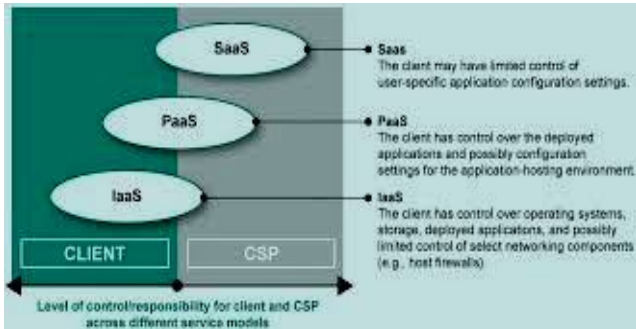 SaaS
PaaS
IaaS
CLIENT
CSP
Level of control/responsibility for client and CSP
across different service models
Saas
The client may have limited control of
user-specific application configuration settings.
PaaS
The client has control over the deployed
applications and possibly configuration
settings for the application-hosting environment.
IaaS
The client has control over operating systems,
storage, deployed applications, and possibly
limited control of select networking components
(e.g., host firewalls)